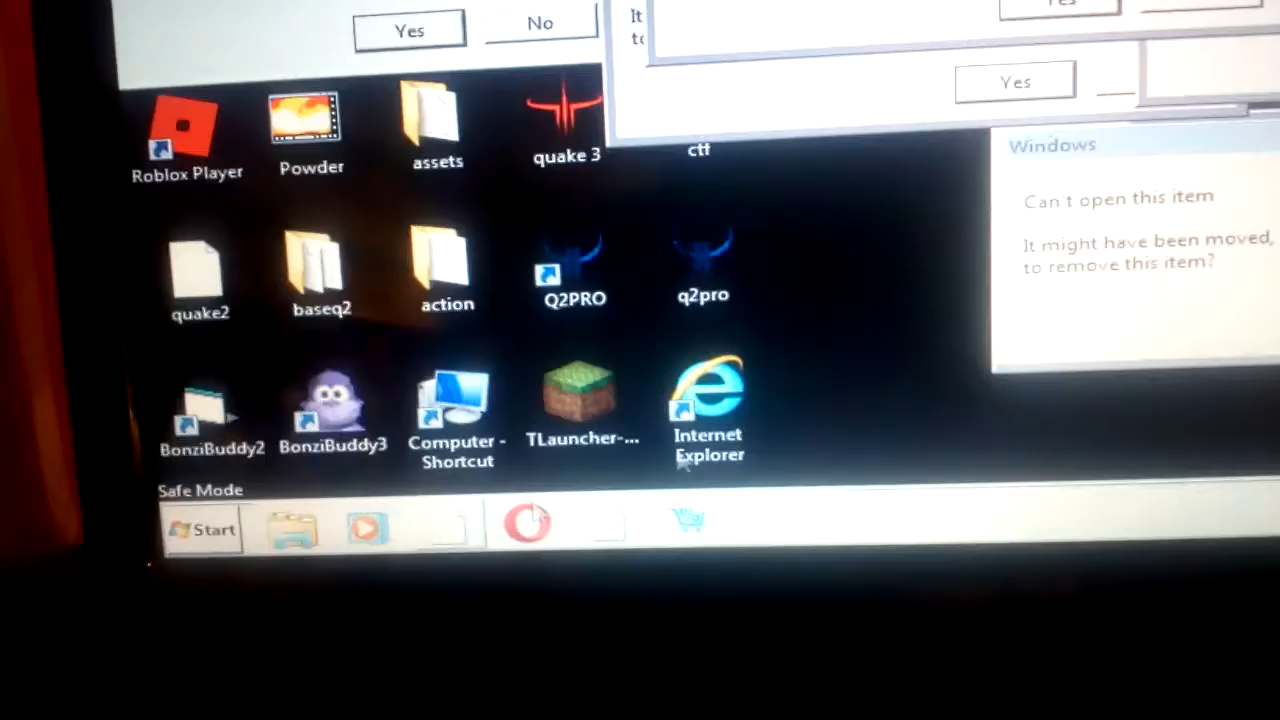 Yes
No
It
Yes
Yes
Windows
Can't open this item
It might have been moved,
to remove this item?
Roblox Player
Powder
assets
quake 3
ctf
quake2
baseq2
action
Q2PRO
q2pro
BonziBuddy2
BonziBuddy3
Computer -
Shortcut
TLauncher-...
Internet
Explorer
Safe Mode
Start